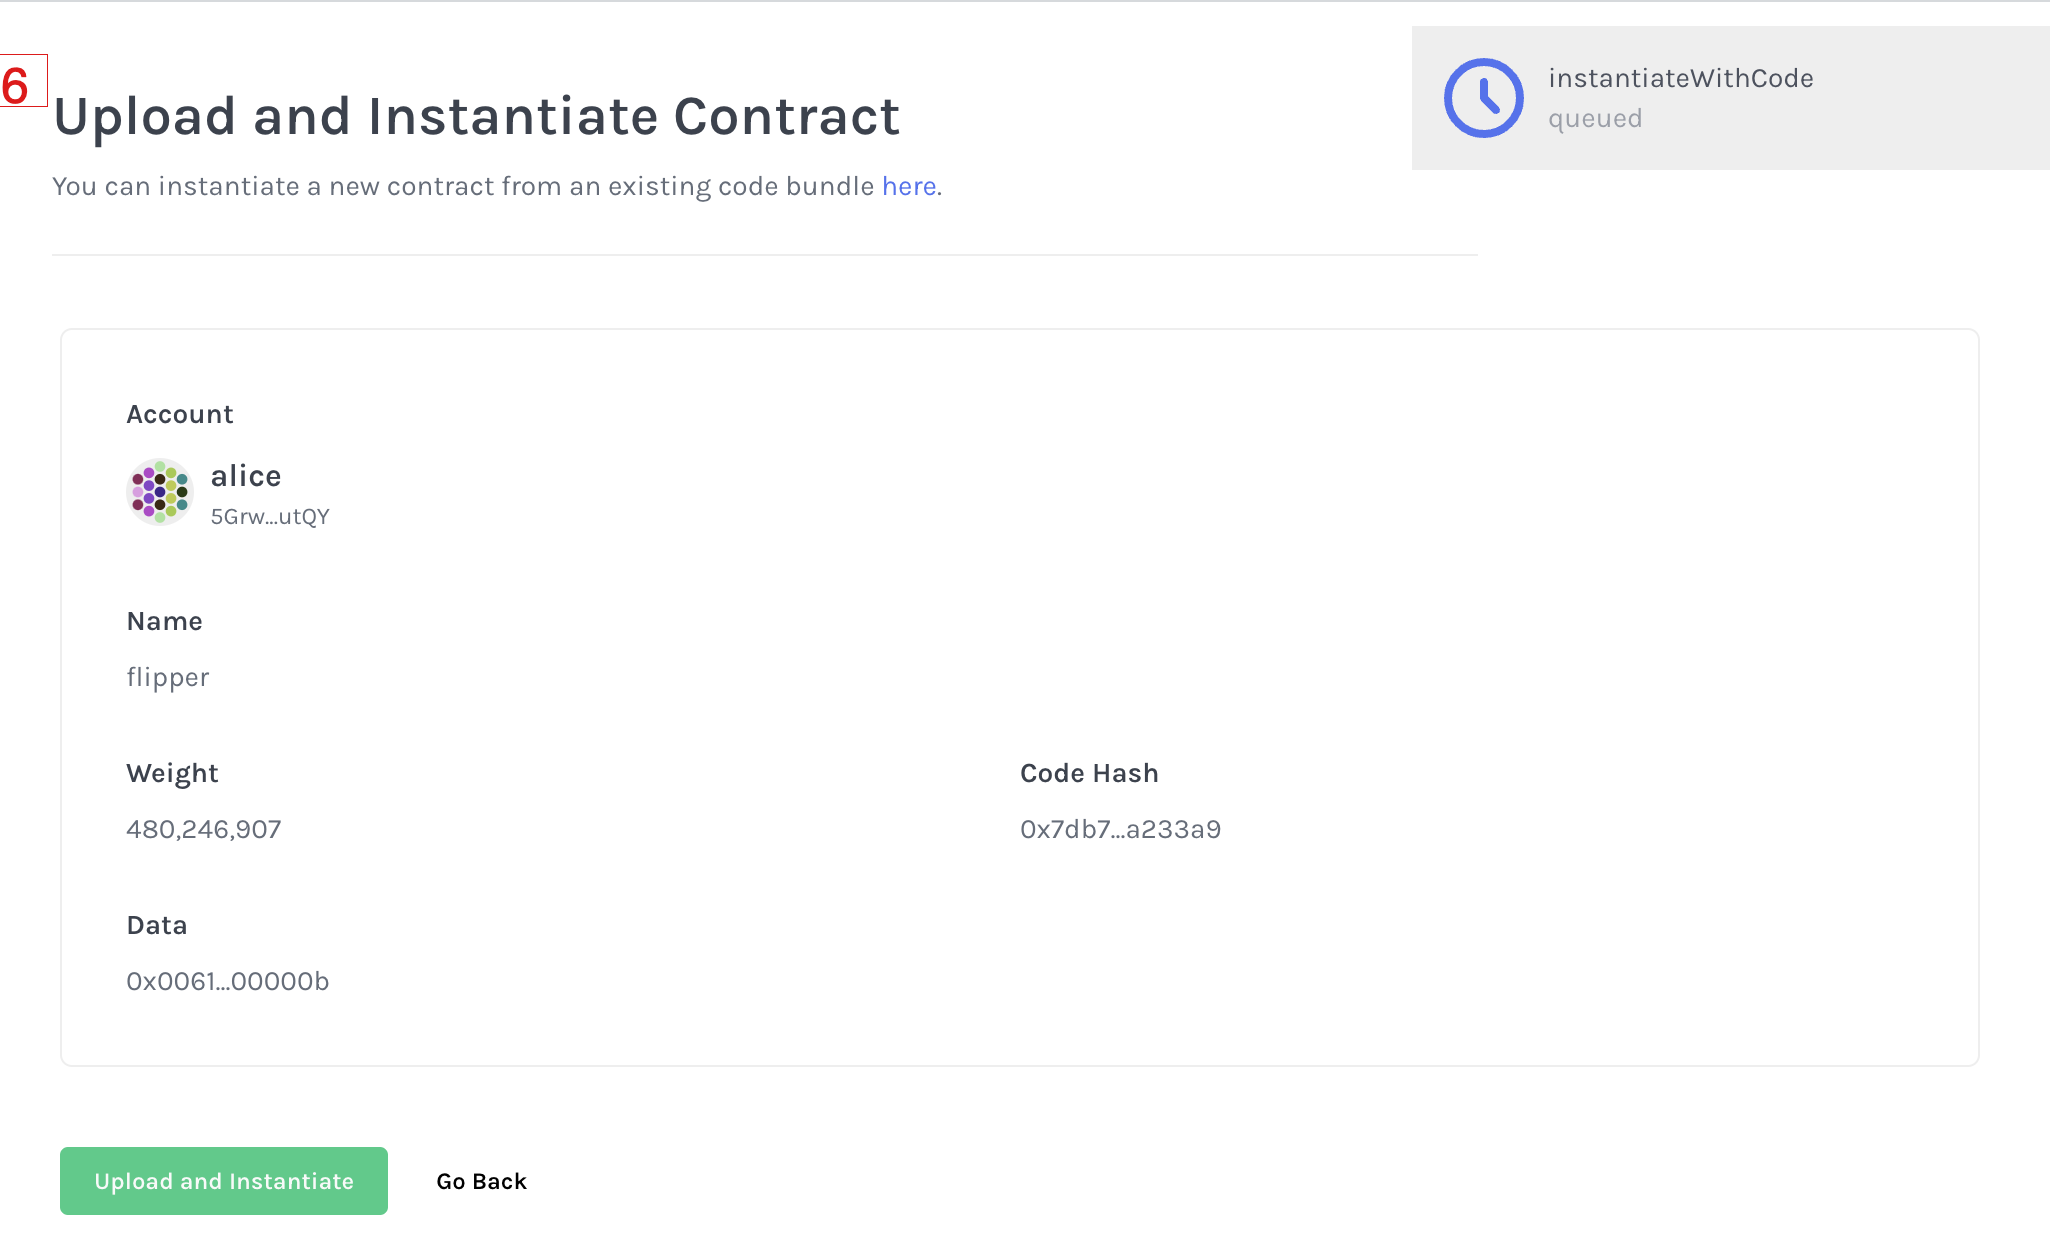 6
Upload and Instantiate Contract
You can instantiate a new contract from an existing code bundle here.
instantiateWithCode
queued
Account
alice
5Grw...utQY
Name
flipper
Weight
480,246,907
Code Hash
0x7db7...a233a9
Data
0x0061...00000b
Upload and Instantiate
Go Back